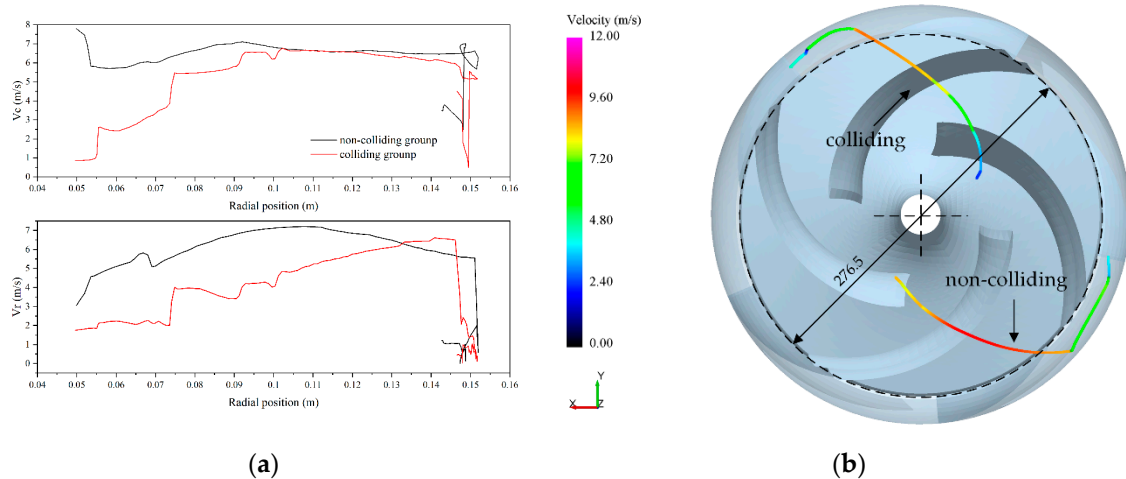 8
7
6
5
4
3
2
1
0
Vc (m/s)
non-colliding grounp
colliding grounp
0.04 0.05 0.06 0.07 0.08 0.09 0.1 0.11 0.12 0.13 0.14 0.15 0.16
Radial position (m)
7
6
5
4
3
2
1
0
Vr (m/s)
0.04 0.05 0.06 0.07 0.08 0.09 0.1 0.11 0.12 0.13 0.14 0.15 0.16
Radial position (m)
(a)
Velocity (m/s)
12.00
9.60
7.20
4.80
2.40
0.00
Y
X Z
colliding
276.5
non-colliding
(b)